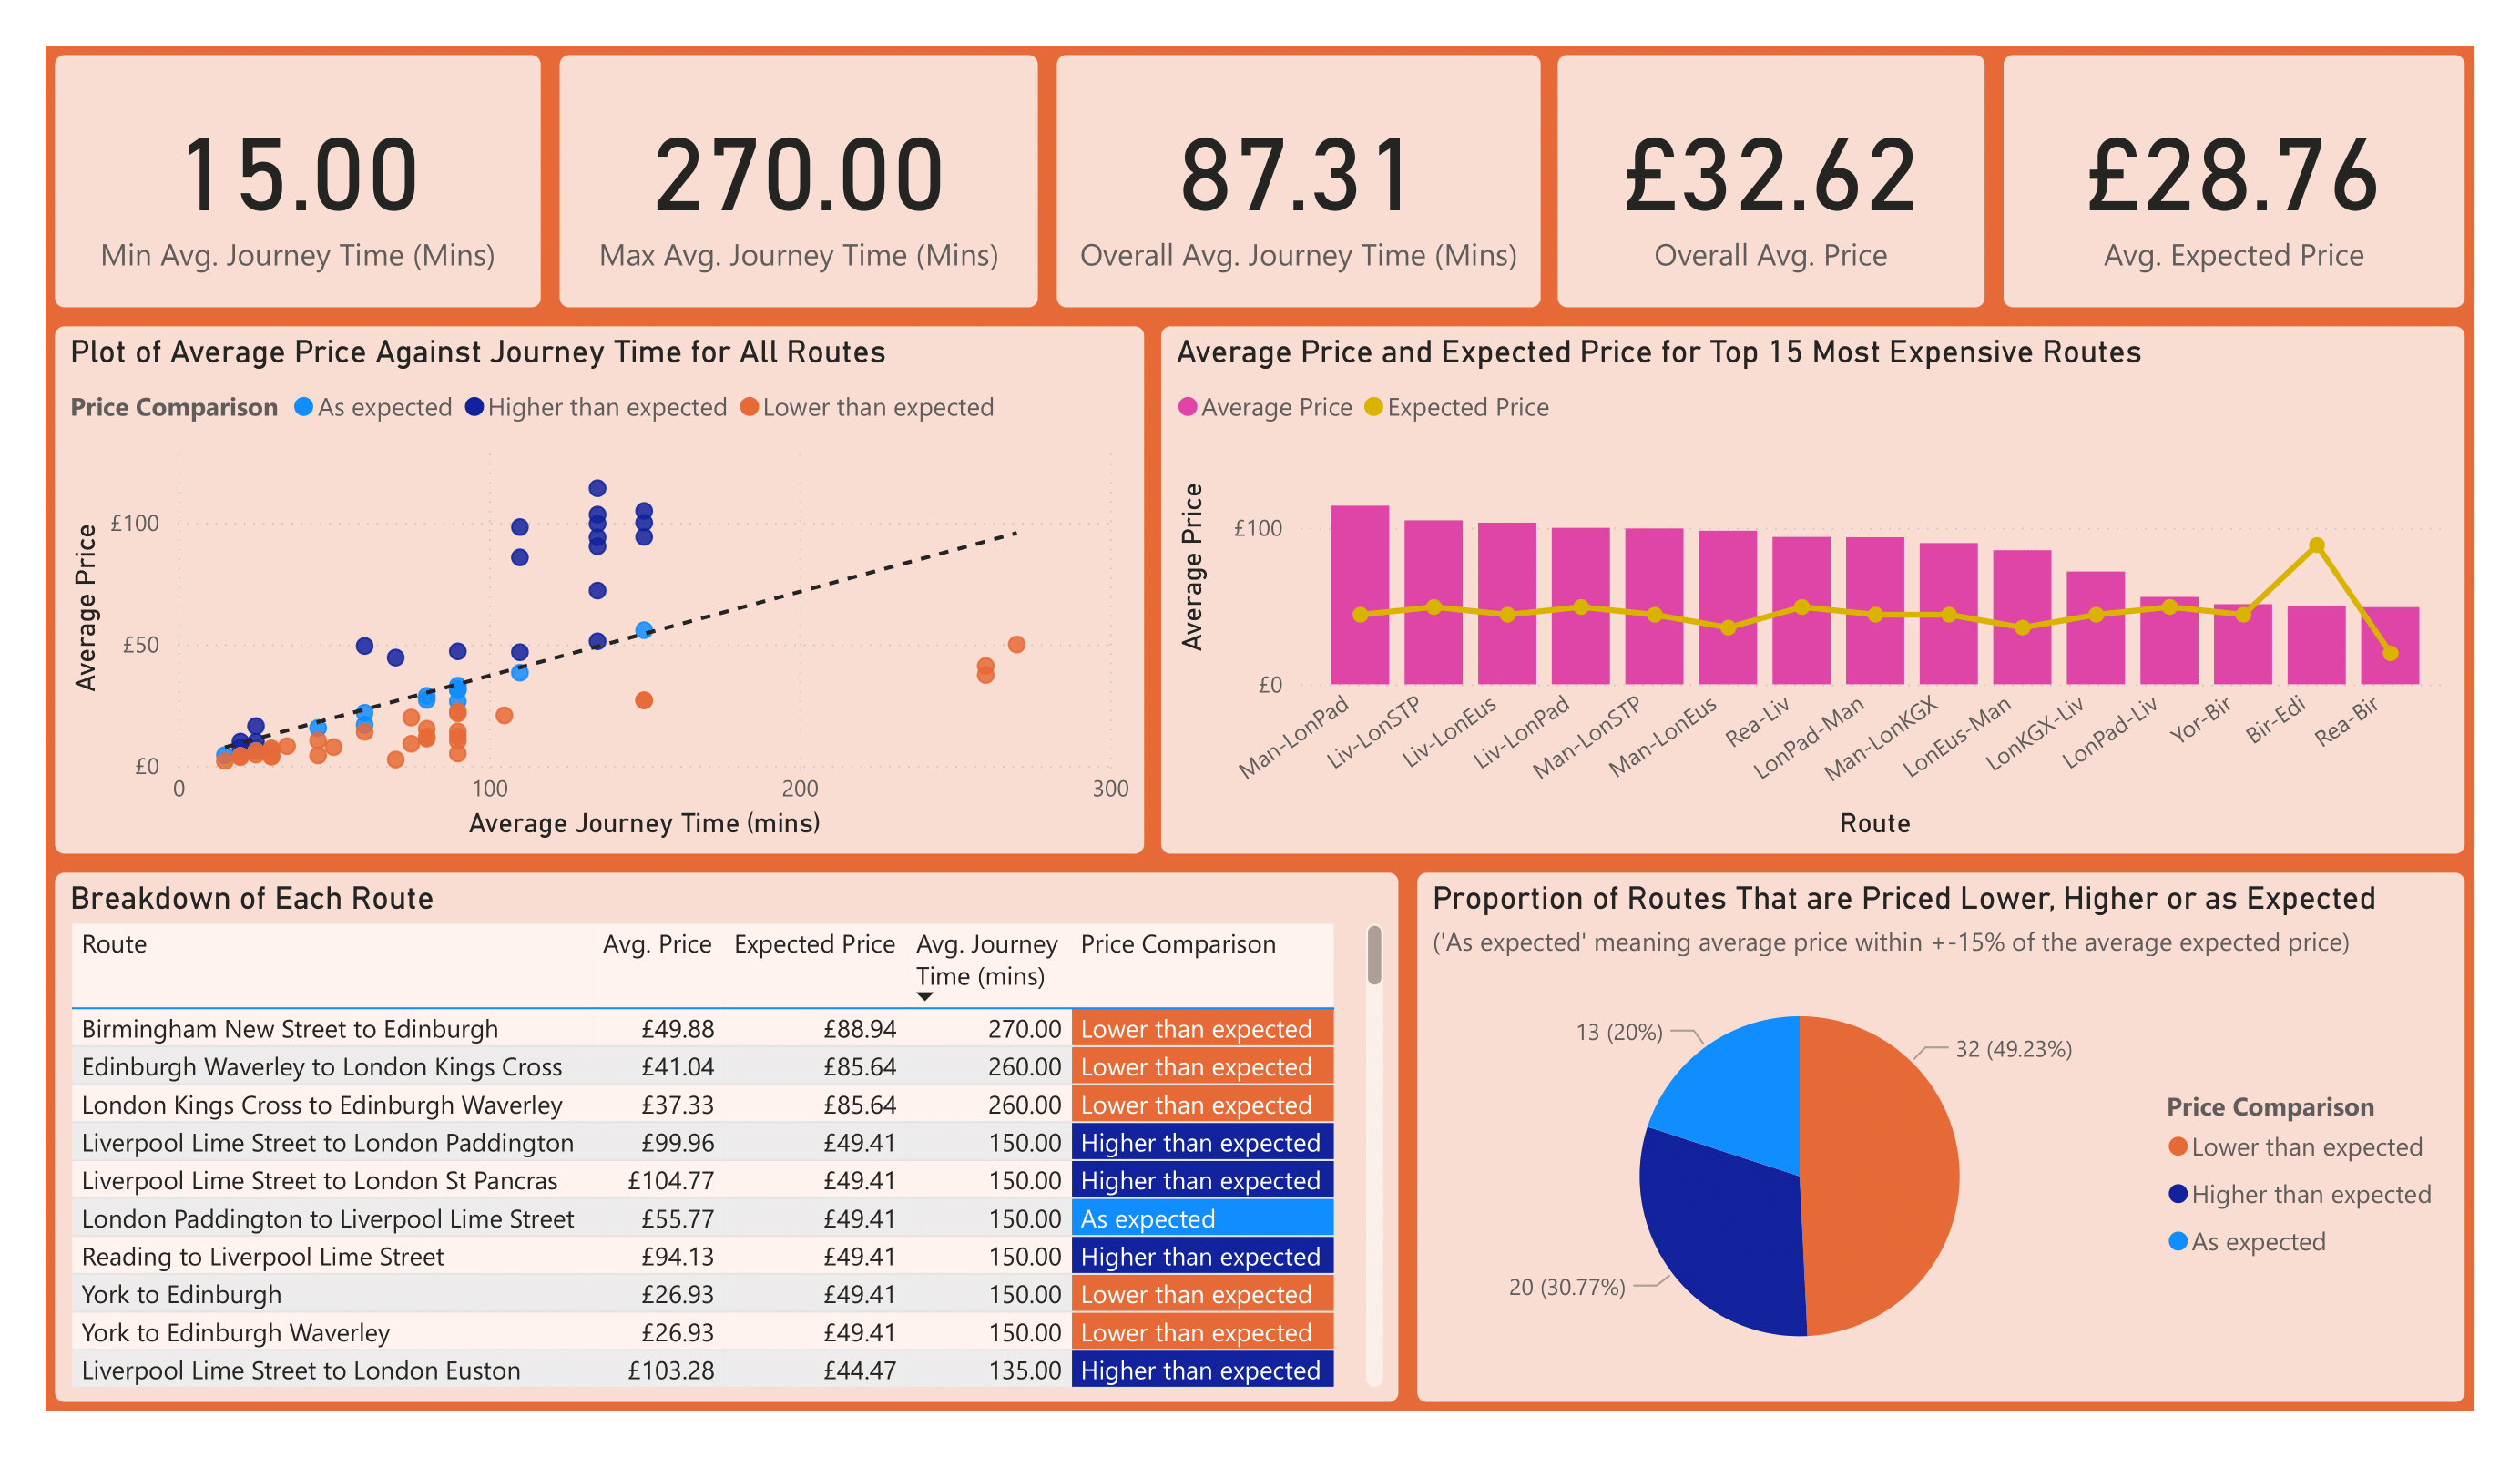 15.00
Min Avg. Journey Time (Mins)
270.00
Max Avg. Journey Time (Mins)
87.31
Overall Avg. Journey Time (Mins)
£32.62
Overall Avg. Price
£28.76
Avg. Expected Price
Plot of Average Price Against Journey Time for All Routes
Price Comparison As expected Higher than expected Lower than expected
Average Price
£100
£50
£0
0 100 200 300
Average Journey Time (mins)
Average Price and Expected Price for Top 15 Most Expensive Routes
Average Price Expected Price
Average Price
£100
£0
Man-LonPad
Liv-LonSTP
Liv-LonEus
Liv-LonPad
Man-LonSTP
Man-LonEus
Rea-Liv
LonPad-Man
Man-LonKGX
LonEus-Man
LonKGX-Liv
LonPad-Liv
Yor-Bir
Bir-Edi
Rea-Bir
Route
Breakdown of Each Route
Route Avg. Price Expected Price Avg. Journey Price Comparison
Time (mins)
Birmingham New Street to Edinburgh £49.88 £88.94 270.00 Lower than expected
Edinburgh Waverley to London Kings Cross £41.04 £85.64 260.00 Lower than expected
London Kings Cross to Edinburgh Waverley £37.33 £85.64 260.00 Lower than expected
Liverpool Lime Street to London Paddington £99.96 £49.41 150.00 Higher than expected
Liverpool Lime Street to London St Pancras £104.77 £49.41 150.00 Higher than expected
London Paddington to Liverpool Lime Street £55.77 £49.41 150.00 As expected
Reading to Liverpool Lime Street £94.13 £49.41 150.00 Higher than expected
York to Edinburgh £26.93 £49.41 150.00 Lower than expected
York to Edinburgh Waverley £26.93 £49.41 150.00 Lower than expected
Liverpool Lime Street to London Euston £103.28 £44.47 135.00 Higher than expected
Proportion of Routes That are Priced Lower, Higher or as Expected
('As expected' meaning average price within +-15% of the average expected price)
13 (20%)
32 (49.23%)
20 (30.77%)
Price Comparison
Lower than expected
Higher than expected
As expected